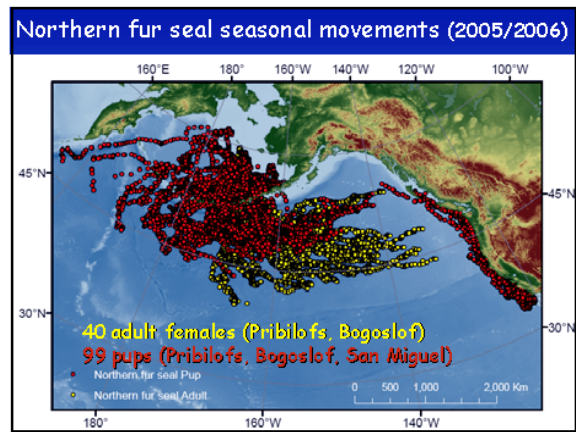 Northern fur seal seasonal movements (2005/2006)
160°E 180° 160°W 140°W 120°W 100°W
45°N 45°N
30°N 30°N
40 adult females (Pribilofs, Bogoslof)
99 pups (Pribilofs, Bogoslof, San Miguel)
Northern fur seal Pup
Northern fur seal Adult
0 500 1,000 2,000 Km
180° 160°W 140°W